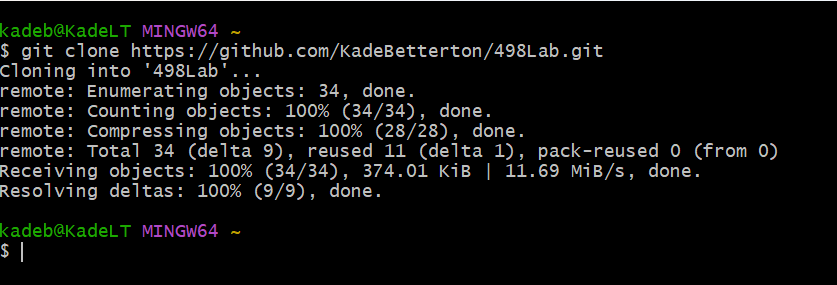 kadeb@KadeLT MINGW64 ~
$ git clone https://github.com/KadeBetterton/498Lab.git
Cloning into '498Lab'...
remote: Enumerating objects: 34, done.
remote: Counting objects: 100% (34/34), done.
remote: Compressing objects: 100% (28/28), done.
remote: Total 34 (delta 9), reused 11 (delta 1), pack-reused 0 (from 0)
Receiving objects: 100% (34/34), 374.01 KiB | 11.69 MiB/s, done.
Resolving deltas: 100% (9/9), done.
kadeb@KadeLT MINGW64 ~
$